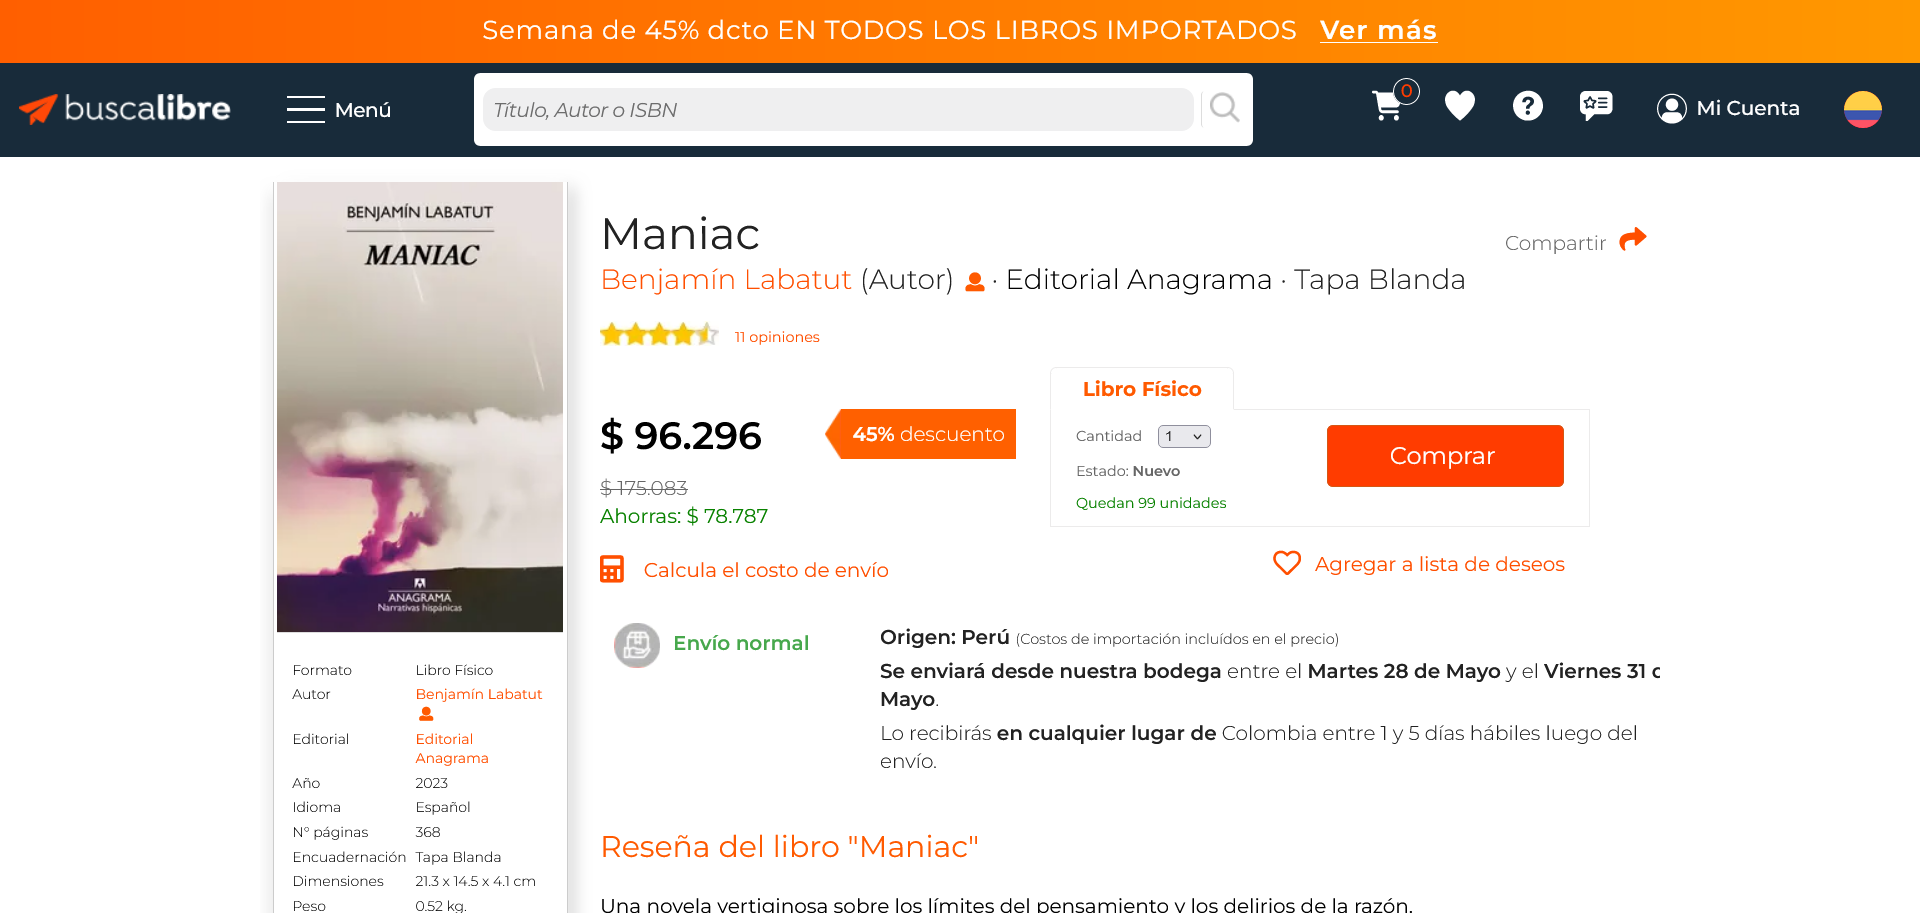 Semana de 45% dcto EN TODOS LOS LIBROS IMPORTADOS Ver más
buscalibre
Menú
Título, Autor o ISBN
0
Mi Cuenta
BENJAMÍN LABATUT
MANIAC
ANAGRAMA
Narrativas hispánicas
Formato Libro Físico
Autor Benjamín Labatut
Editorial Editorial Anagrama
Año 2023
Idioma Español
N° páginas 368
Encuadernación Tapa Blanda
Dimensiones 21.3 x 14.5 x 4.1 cm
Peso 0.52 kg.
Maniac
Compartir
Benjamín Labatut (Autor) · Editorial Anagrama · Tapa Blanda
11 opiniones
$ 96.296
45% descuento
$ 175.083
Ahorras: $ 78.787
Libro Físico
Cantidad 1
Estado: Nuevo
Quedan 99 unidades
Comprar
Calcula el costo de envío
Agregar a lista de deseos
Envío normal
Origen: Perú (Costos de importación incluídos en el precio)
Se enviará desde nuestra bodega entre el Martes 28 de Mayo y el Viernes 31
Mayo.
Lo recibirás en cualquier lugar de Colombia entre 1 y 5 días hábiles luego del
envío.
Reseña del libro "Maniac"
Una novela vertiginosa sobre los límites del pensamiento y los delirios de la razón.